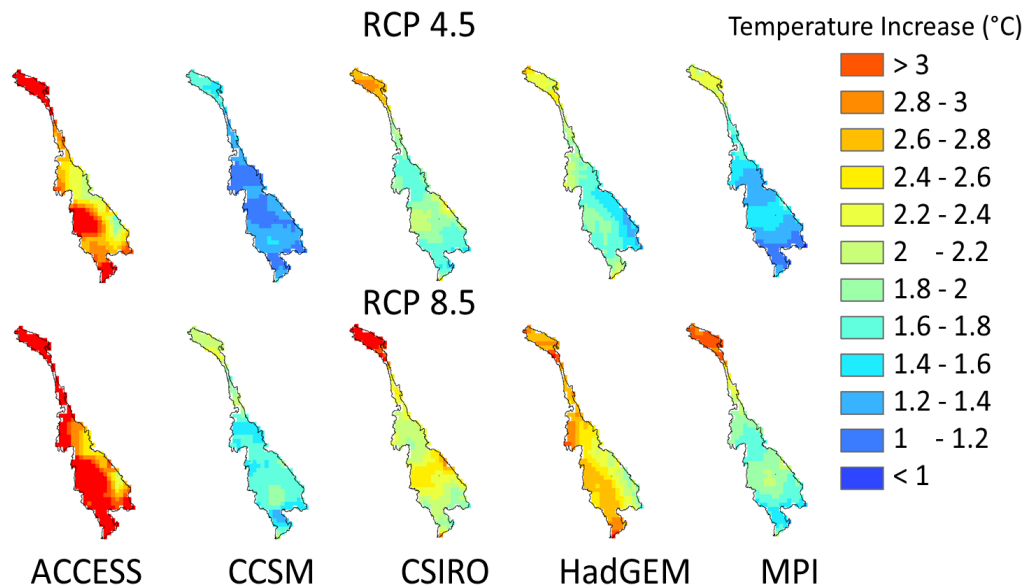 RCP 4.5
Temperature Increase (°C)
> 3
2.8 - 3
2.6 - 2.8
2.4 - 2.6
2.2 - 2.4
2 - 2.2
1.8 - 2
1.6 - 1.8
1.4 - 1.6
1.2 - 1.4
1 - 1.2
< 1
RCP 8.5
ACCESS CCSM CSIRO HadGEM MPI